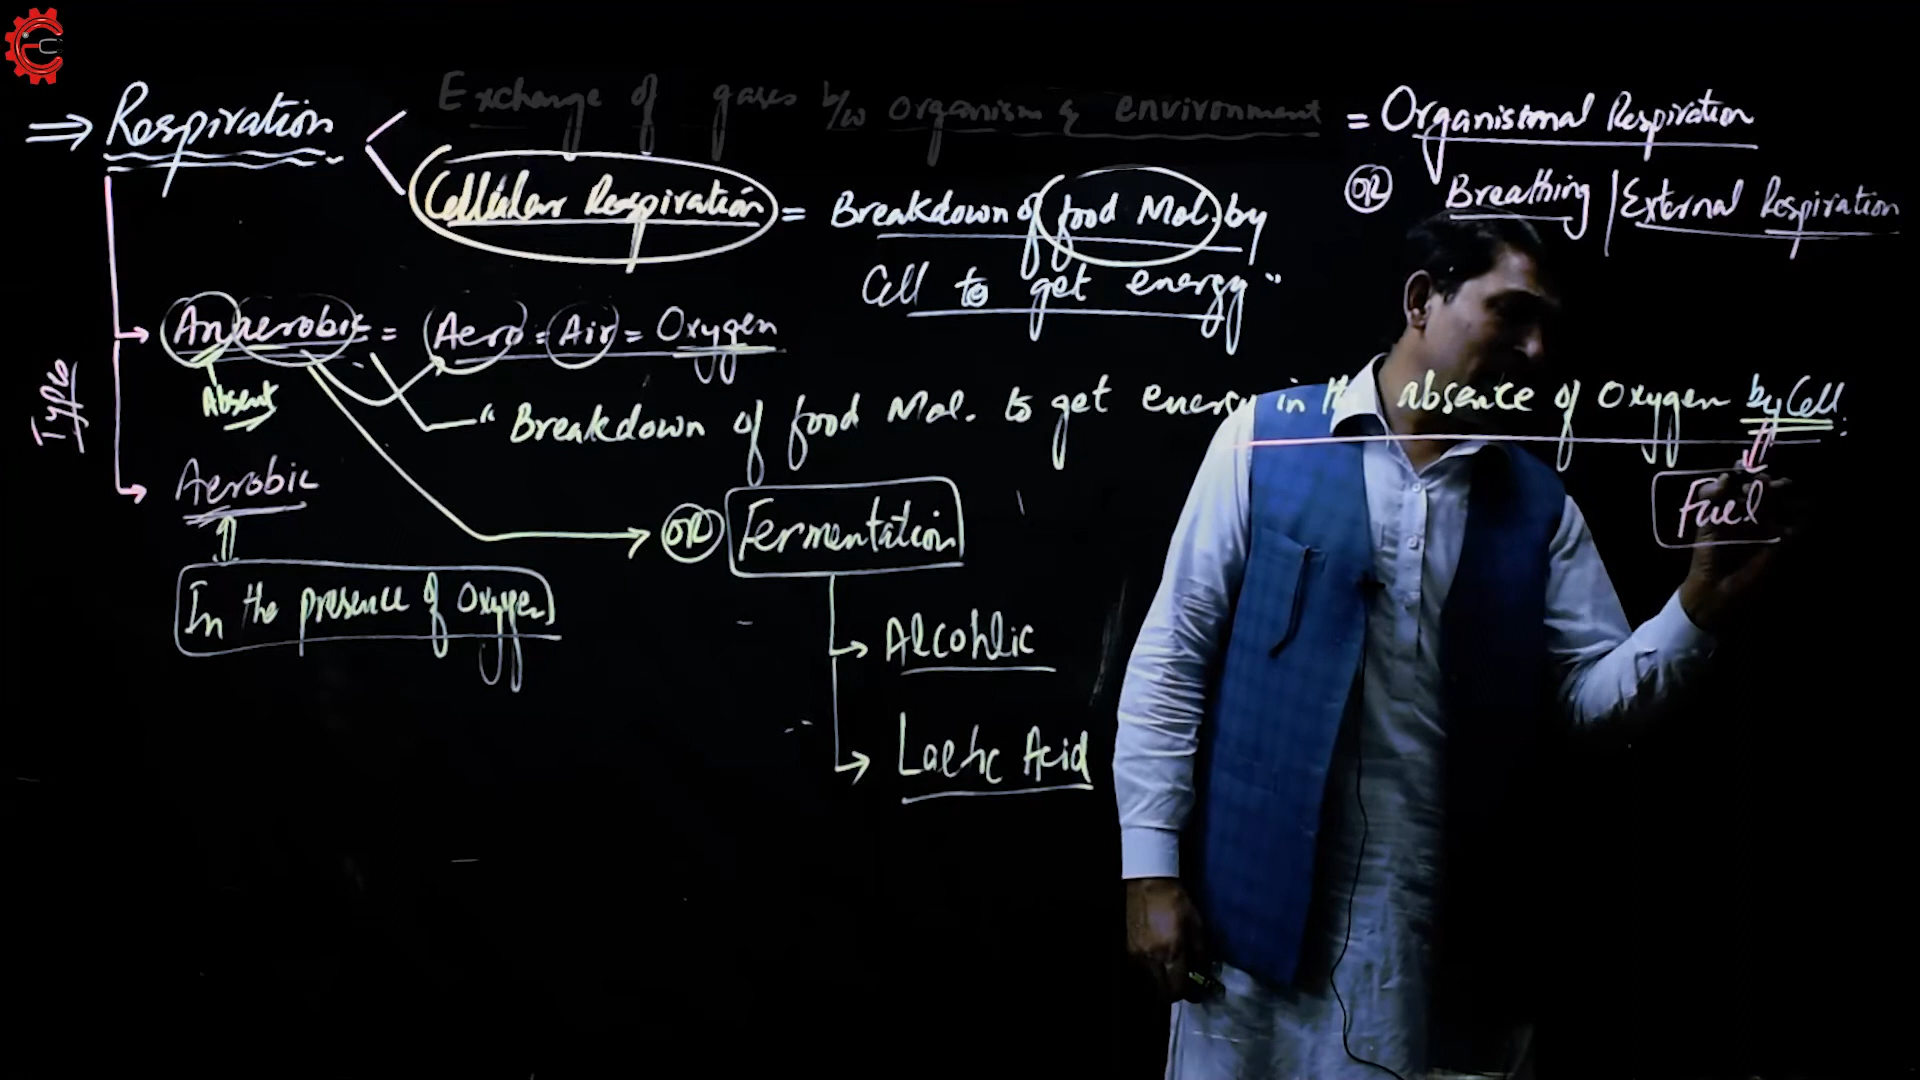 ⇒ Respiration < Exchange of gases b/w organism & environment = Organismal Respiration
OR Breathing | External Respiration
Cellular Respiration = Breakdown of food Mol. by
Cell to get energy"
Types
Anaerobic = Aero = Air = Oxygen
Absent
" Breakdown of food Mol. to get energy in the absence of Oxygen by Cell.
Fuel
Aerobic
In the presence of Oxygen
OR Fermentation
Alcohlic
Lactic Acid